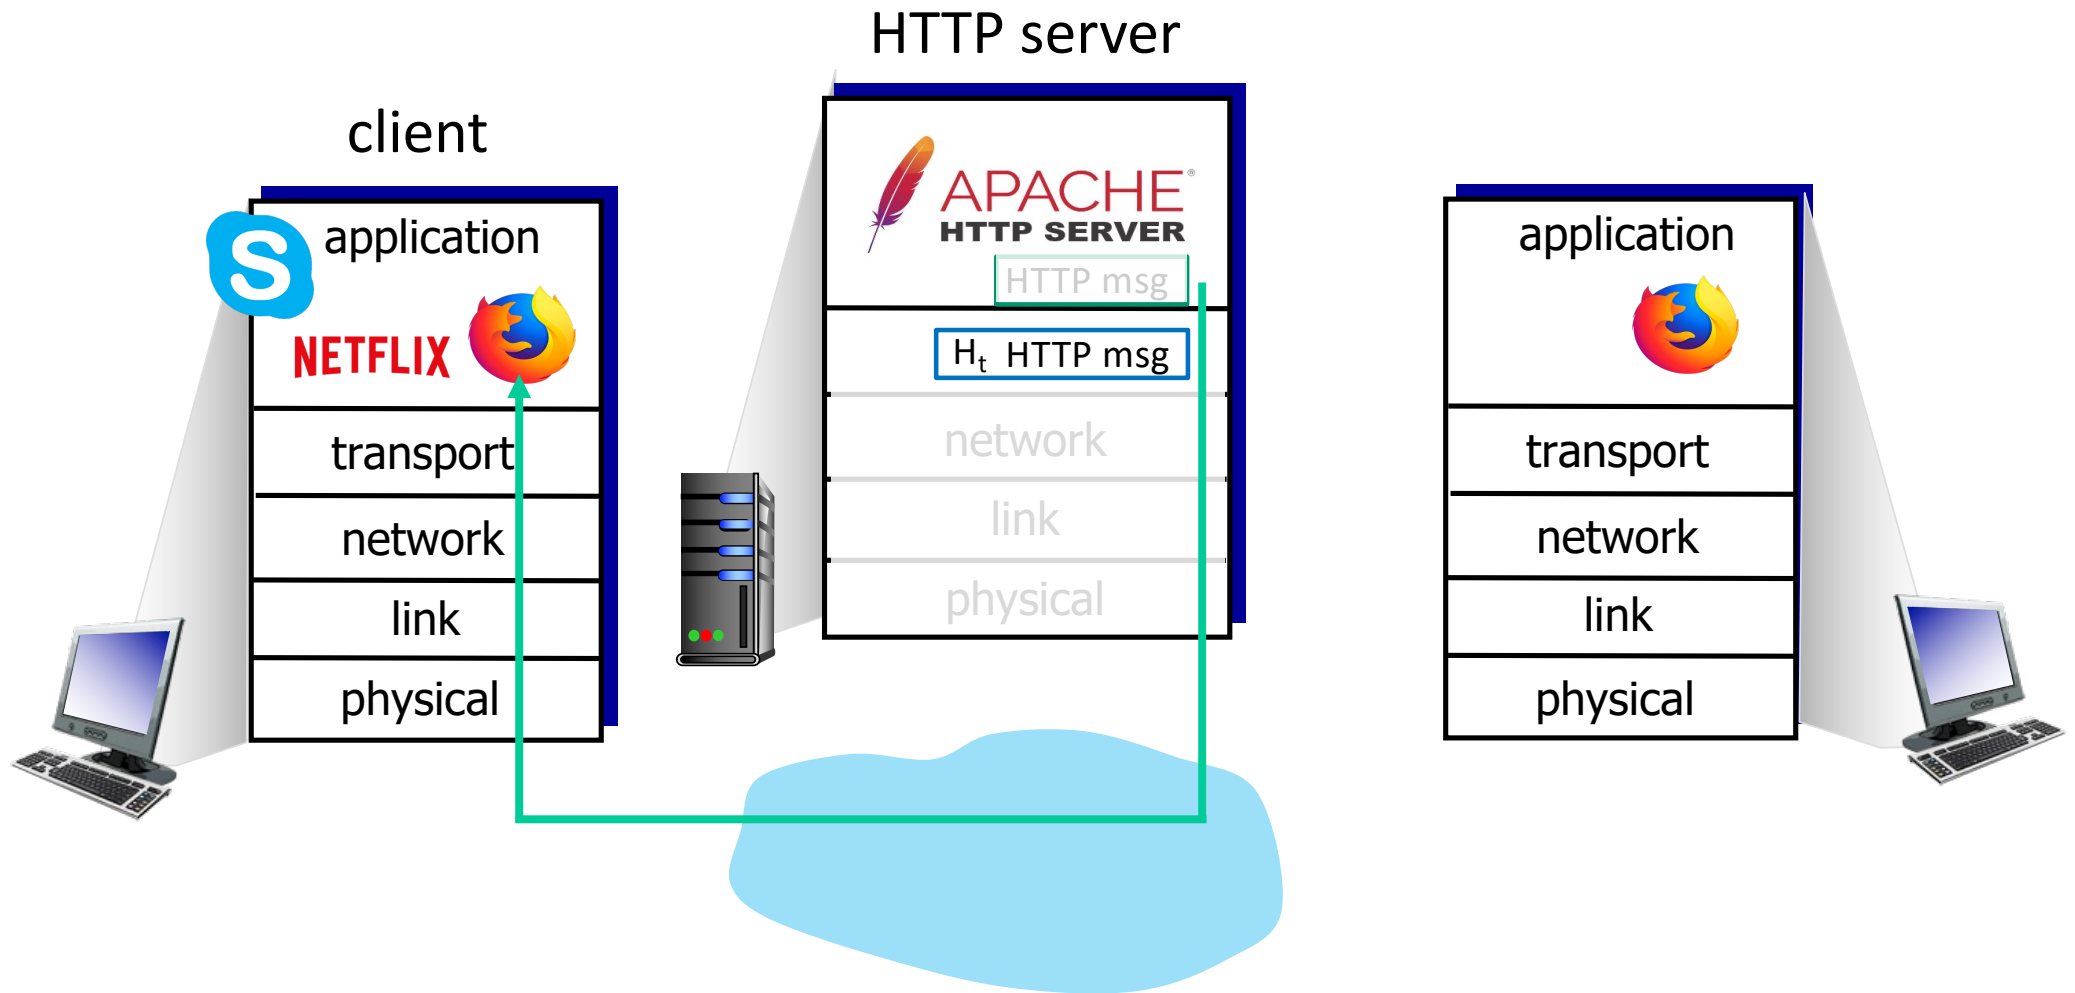 HTTP server
client
application
NETFLIX
transport
network
link
physical
APACHE®
HTTP SERVER
HTTP msg
Ht HTTP msg
network
link
physical
application
transport
network
link
physical